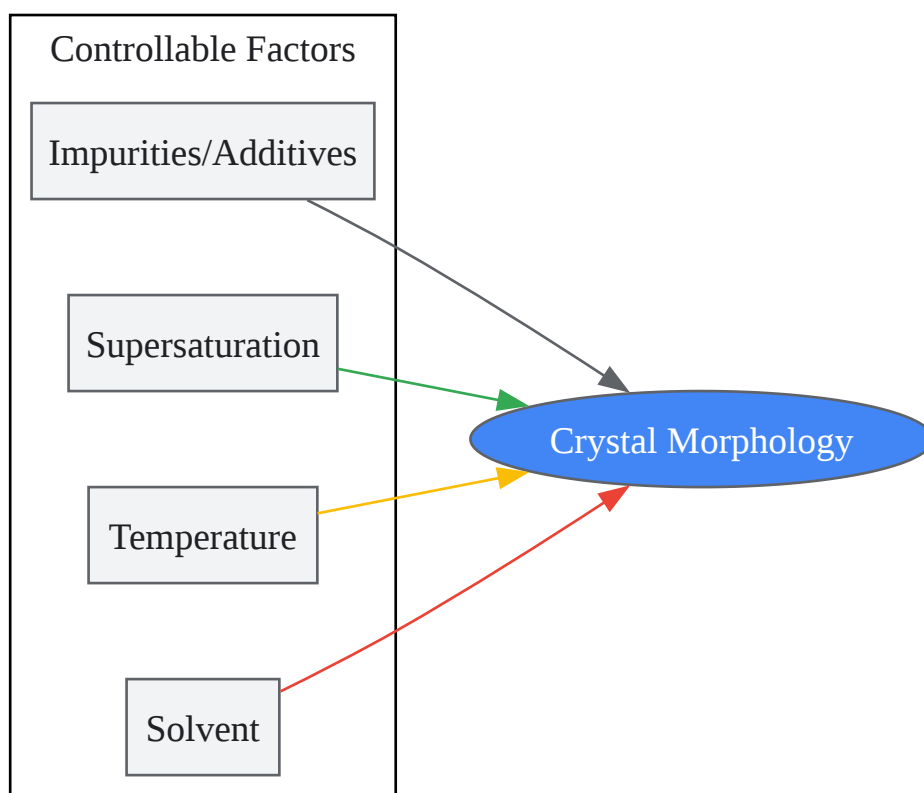 Controllable Factors
Impurities/Additives
Supersaturation
Crystal Morphology
Temperature
Solvent